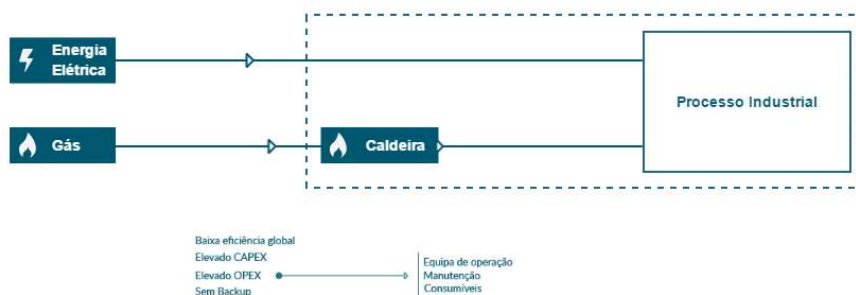 Energia
Elétrica
Processo Industrial
Gás
Caldeira
Baixa eficiência global
Elevado CAPEX
Elevado OPEX
Sem Backup
Equipa de operação
Manutenção
Consumíveis